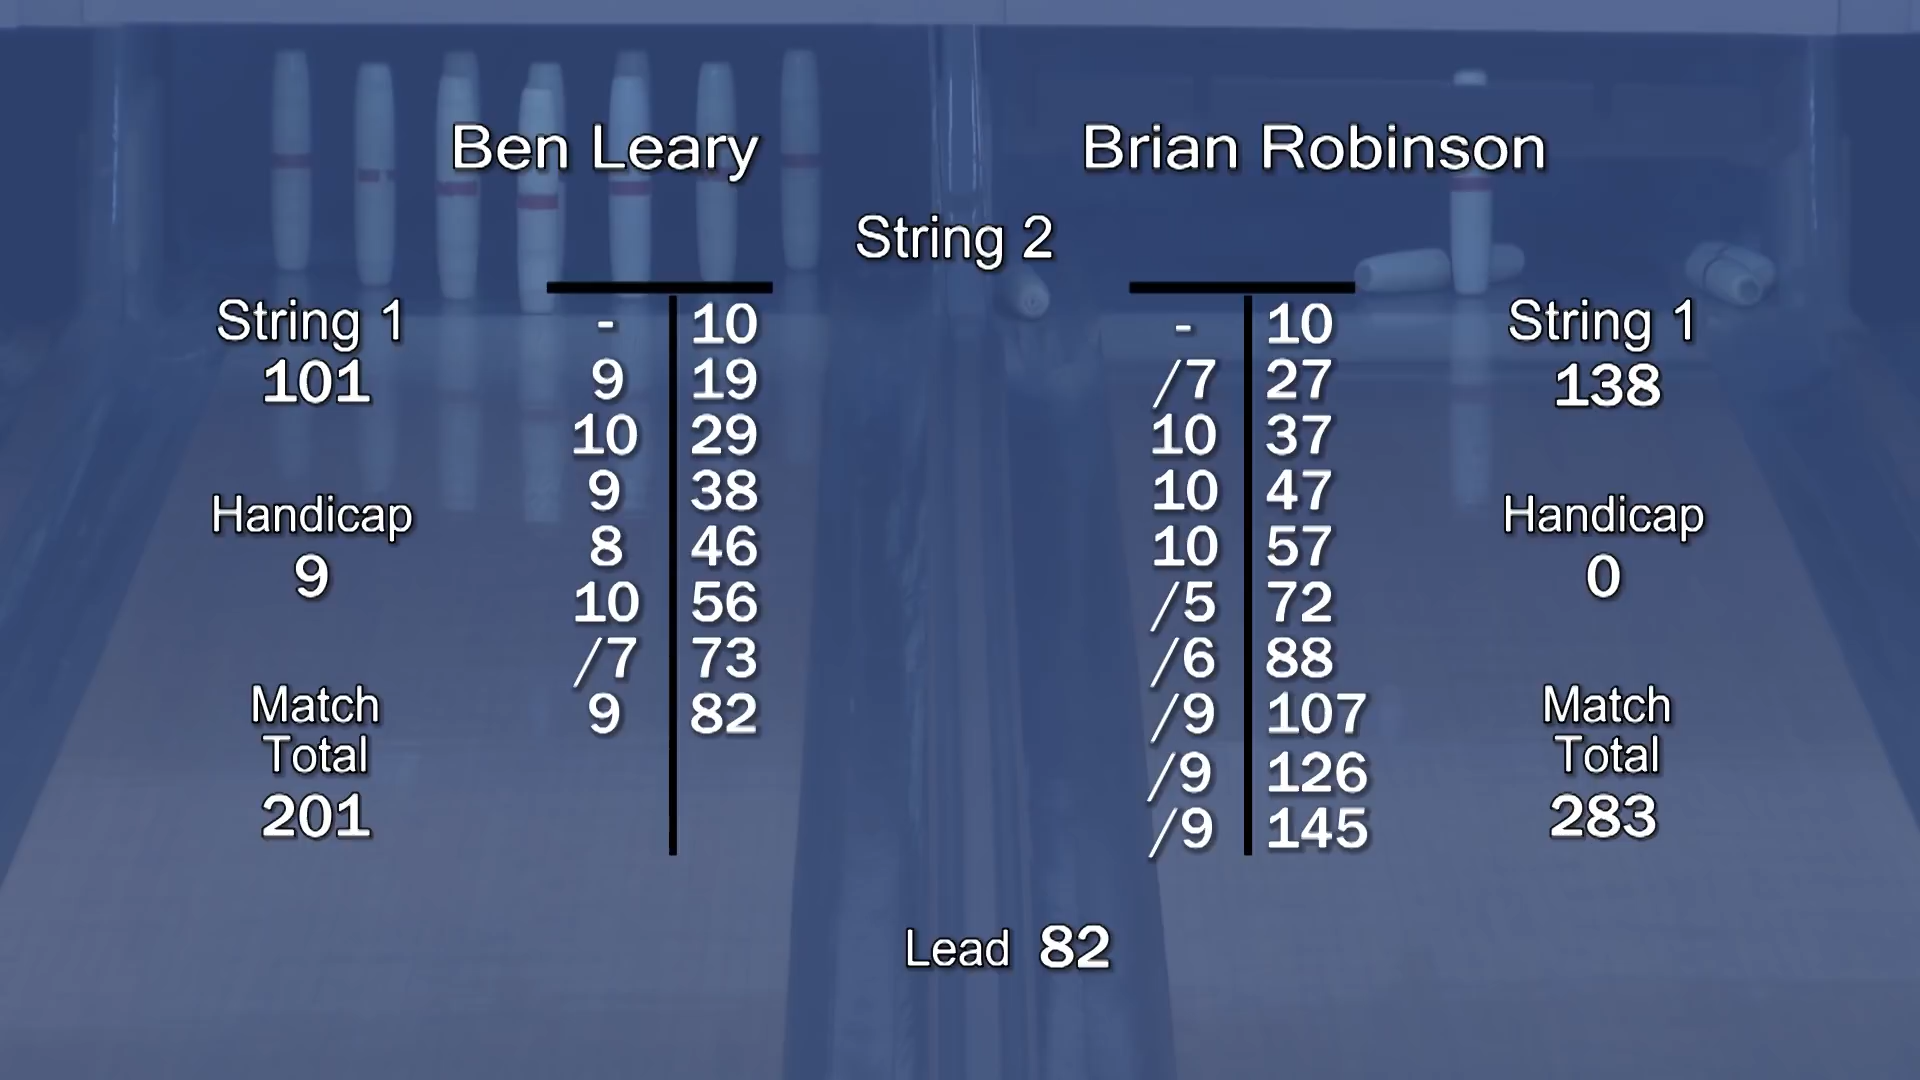 Ben Leary
Brian Robinson
String 2
String 1
101
Handicap
9
Match
Total
201
- 10
9 19
10 29
9 38
8 46
10 56
/7 73
9 82
- 10
/7 27
10 37
10 47
10 57
/5 72
/6 88
/9 107
/9 126
/9 145
String 1
138
Handicap
0
Match
Total
283
Lead 82